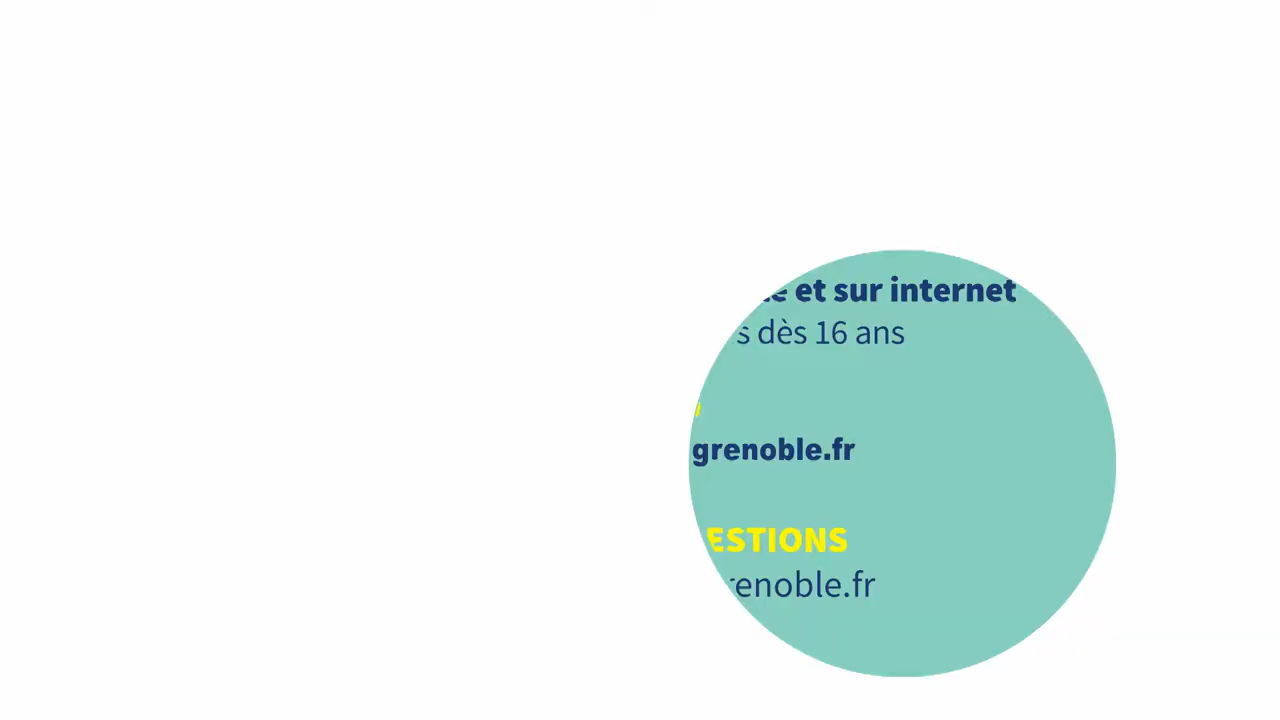 et sur internet
dès 16 ans
grenoble.fr
ESTIONS
renoble.fr